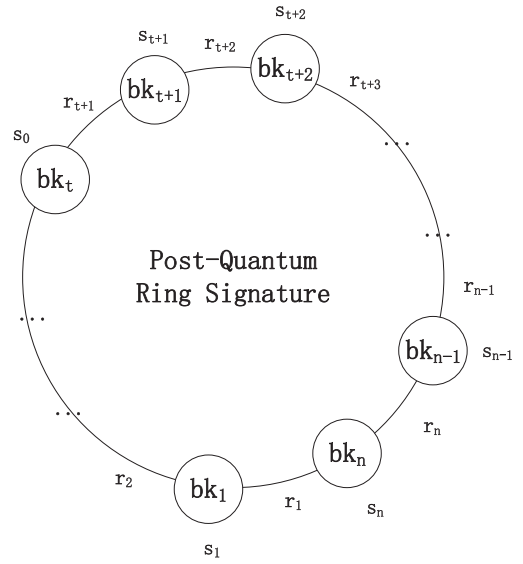 s_{t+2}
s_{t+1}
r_{t+2}
bk_{t+2}
bk_{t+1}
r_{t+3}
r_{t+1}
s_0
...
bk_t
...
Post-Quantum
Ring Signature
r_{n-1}
...
bk_{n-1}
s_{n-1}
...
r_n
bk_n
r_2
bk_1
r_1
s_n
s_1